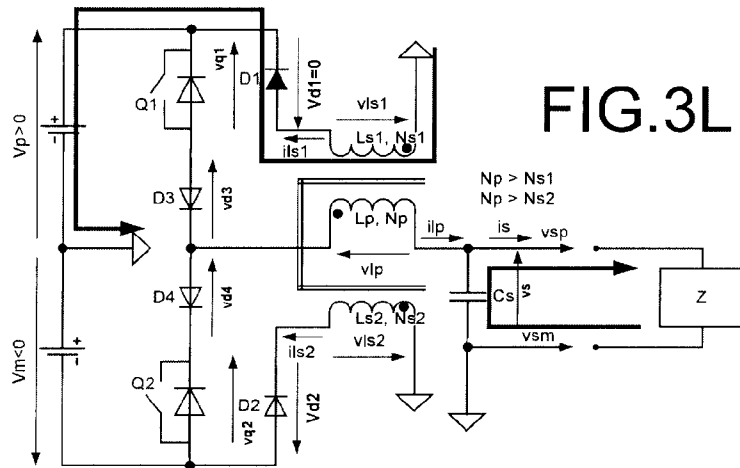 FIG.3L
Vp>0
Vm<0
Q1
vq1
D1
Vd1=0
vls1
ils1
Ls1, Ns1
D3
vd3
Np > Ns1
Np > Ns2
Lp, Np
ilp
is
vsp
vlp
D4
vd4
Cs
vs
Z
Ls2, Ns2
ils2
vls2
vsm
Q2
vq2
D2
Vd2
+
-
+
-